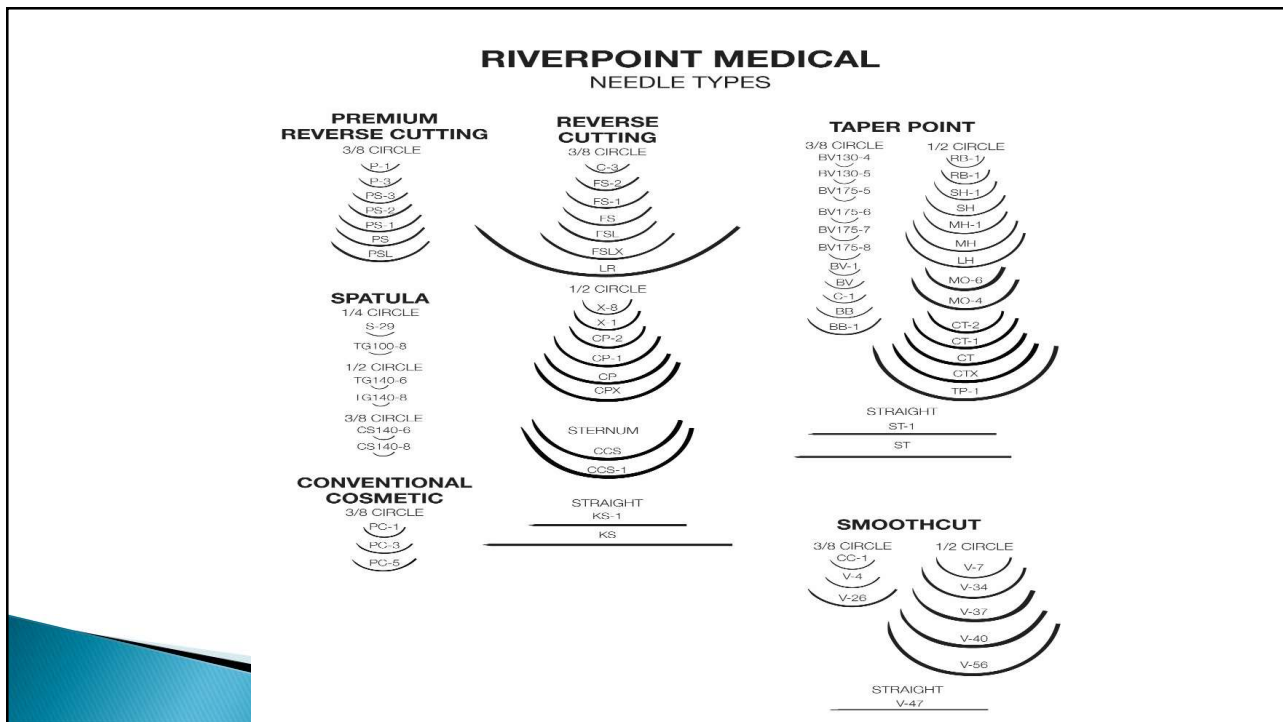 RIVERPOINT MEDICAL
NEEDLE TYPES
PREMIUM
REVERSE CUTTING
3/8 CIRCLE
P-1
P-3
PS-3
PS-2
PS-1
PS
PSL
SPATULA
1/4 CIRCLE
S-29
TG100-8
1/2 CIRCLE
TG140-6
TG140-8
3/8 CIRCLE
CS140-6
CS140-8
CONVENTIONAL
COSMETIC
3/8 CIRCLE
PC-1
PC-3
PC-5
REVERSE
CUTTING
3/8 CIRCLE
C-3
FS-2
FS-1
FS
FSL
FSLX
LR
1/2 CIRCLE
X-8
X-1
CP-2
CP-1
CP
CPX
STERNUM
CCS
CCS-1
STRAIGHT
KS-1
KS
TAPER POINT
3/8 CIRCLE
BV130-4
BV130-5
BV175-5
BV175-6
BV175-7
BV175-8
BV-1
BV
C-1
BB
BB-1
1/2 CIRCLE
RB-1
RB-1
SH-1
SH
MH-1
MH
LH
MO-6
MO-4
CT-2
CT-1
CT
CTX
TP-1
STRAIGHT
ST-1
ST
SMOOTHCUT
3/8 CIRCLE
CC-1
V-4
V-26
1/2 CIRCLE
V-7
V-34
V-37
V-40
V-56
STRAIGHT
V-47